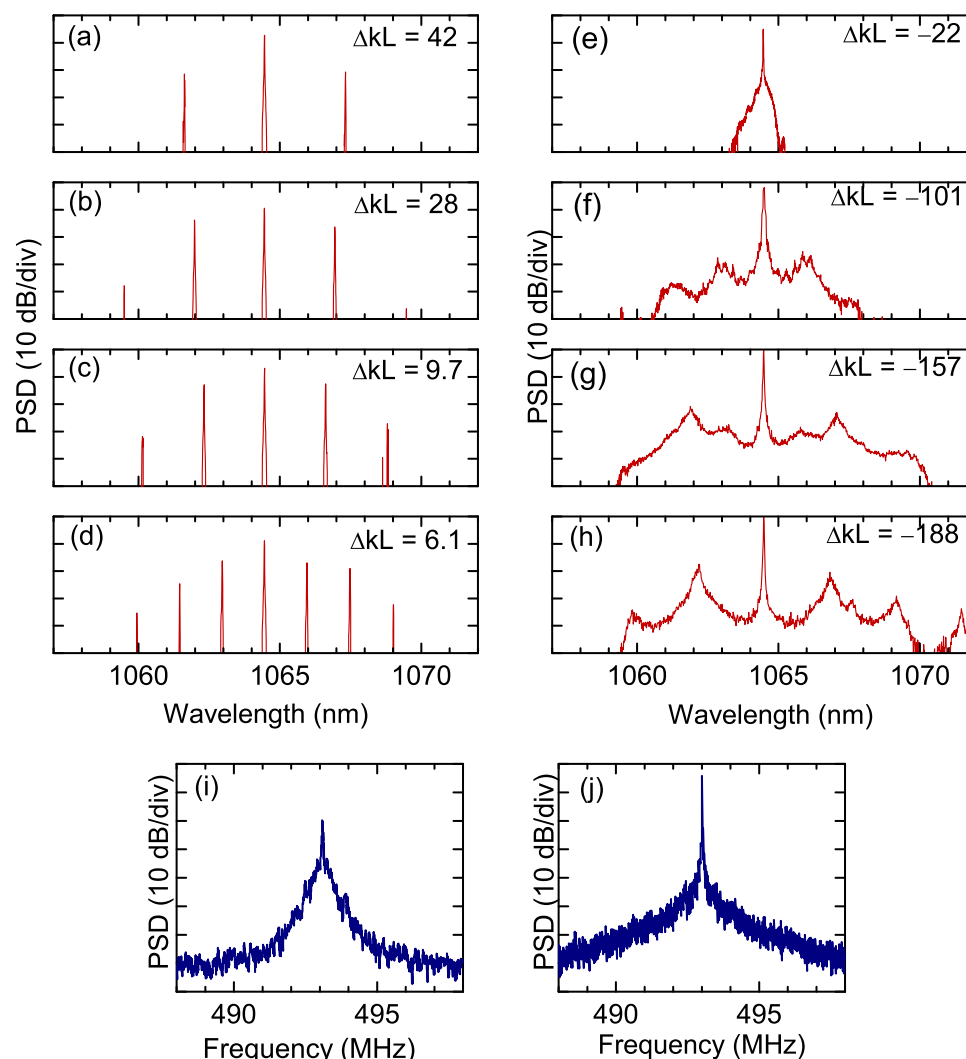 (a) ΔkL = 42
(e) ΔkL = −22
(b) ΔkL = 28
(f) ΔkL = −101
(c) ΔkL = 9.7
(g) ΔkL = −157
(d) ΔkL = 6.1
(h) ΔkL = −188
PSD (10 dB/div)
PSD (10 dB/div)
1060 1065 1070
1060 1065 1070
Wavelength (nm)
Wavelength (nm)
(i)
(j)
PSD (10 dB/div)
PSD (10 dB/div)
490 495
490 495
Frequency (MHz)
Frequency (MHz)